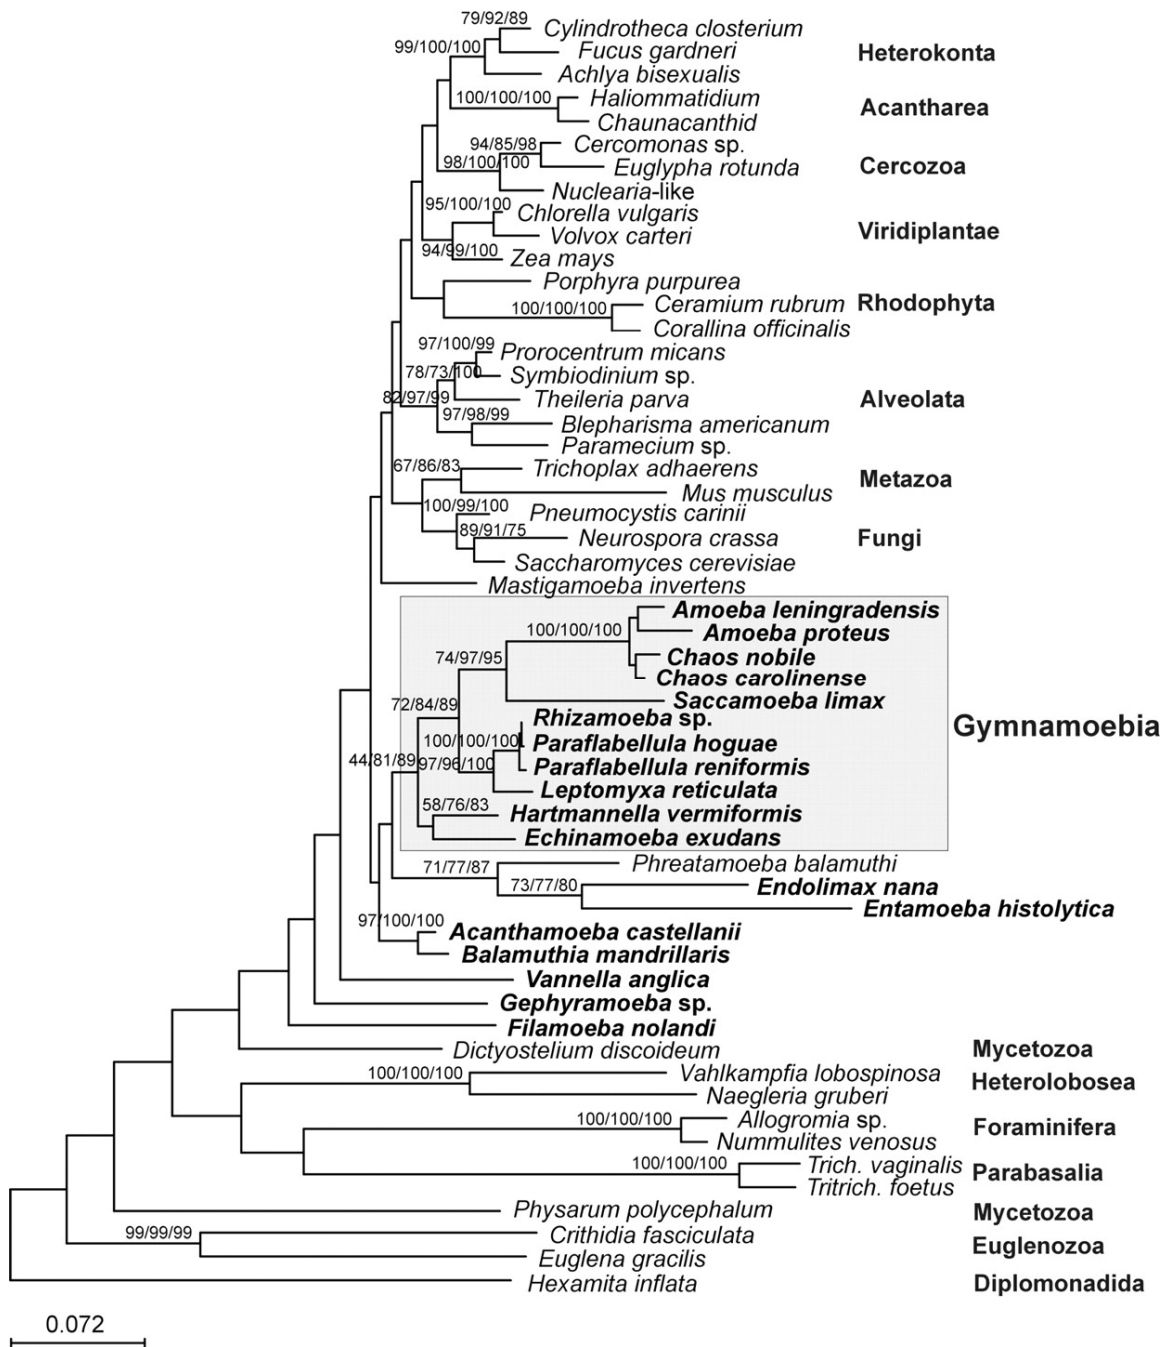 79/92/89
Cylindrotheca closterium
99/100/100
Fucus gardneri
Heterokonta
Achlya bisexualis
100/100/100
Haliommatidium
Acantharea
Chaunacanthid
94/85/98
Cercomonas sp.
98/100/100
Euglypha rotunda
Cercozoa
Nuclearia-like
95/100/100
Chlorella vulgaris
Volvox carteri
Viridiplantae
94/99/100
Zea mays
Porphyra purpurea
100/100/100
Ceramium rubrum
Rhodophyta
Corallina officinalis
97/100/99
Prorocentrum micans
78/73/100
Symbiodinium sp.
82/97/99
Theileria parva
Alveolata
97/98/99
Blepharisma americanum
Paramecium sp.
67/86/83
Trichoplax adhaerens
Metazoa
Mus musculus
100/99/100
Pneumocystis carinii
89/91/75
Neurospora crassa
Fungi
Saccharomyces cerevisiae
Mastigamoeba invertens
Amoeba leningradensis
100/100/100
Amoeba proteus
74/97/95
Chaos nobile
Chaos carolinense
Saccamoeba limax
72/84/89
Rhizamoeba sp.
Gymnamoebia
100/100/100
Paraflabellula hoguae
44/81/89
97/96/100
Paraflabellula reniformis
Leptomyxa reticulata
58/76/83
Hartmannella vermiformis
Echinamoeba exudans
71/77/87
Phreatamoeba balamuthi
73/77/80
Endolimax nana
Entamoeba histolytica
97/100/100
Acanthamoeba castellanii
Balamuthia mandrillaris
Vannella anglica
Gephyramoeba sp.
Filamoeba nolandi
Dictyostelium discoideum
Mycetozoa
100/100/100
Vahlkampfia lobospinosa
Heterolobosea
Naegleria gruberi
100/100/100
Allogromia sp.
Foraminifera
Nummulites venosus
100/100/100
Trich. vaginalis
Parabasalia
Tritrich. foetus
Physarum polycephalum
Mycetozoa
99/99/99
Crithidia fasciculata
Euglenozoa
Euglena gracilis
Hexamita inflata
Diplomonadida
0.072